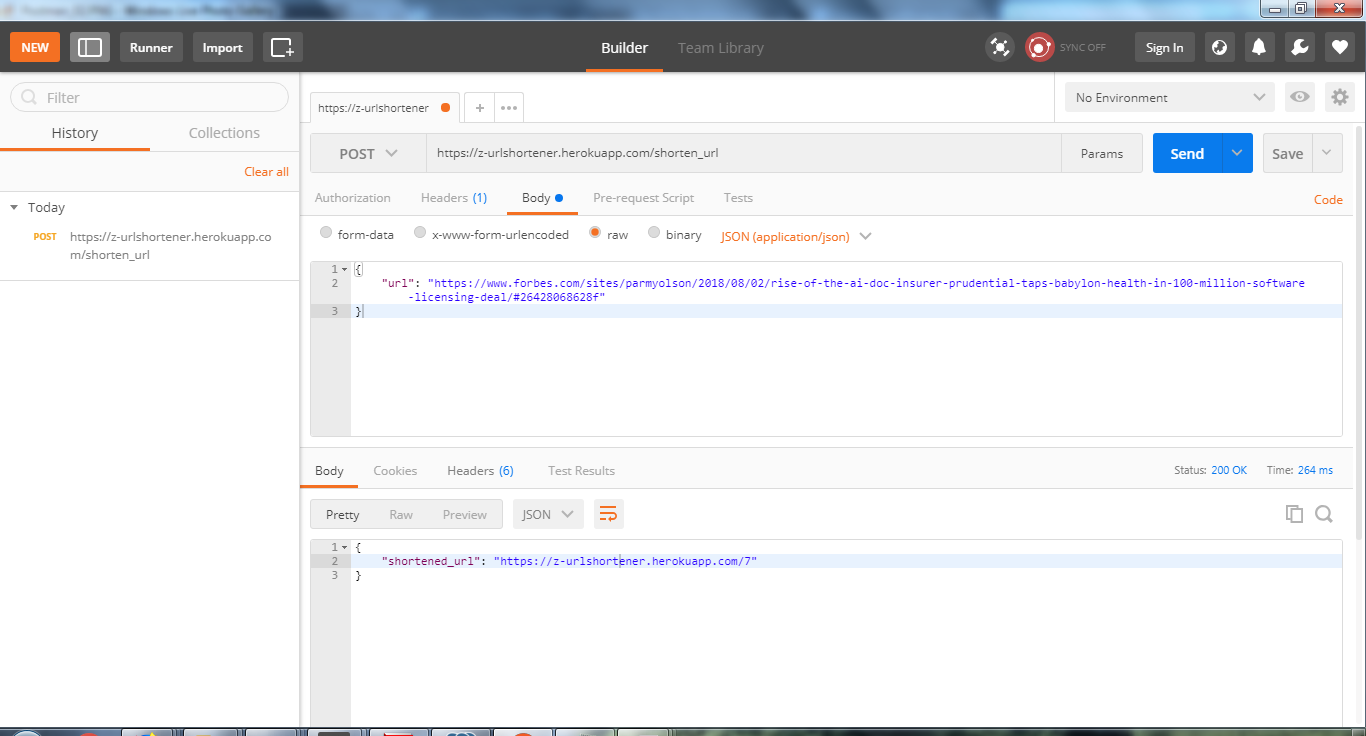 NEW
Runner
Import
Builder
Team Library
SYNC OFF
Sign In
Filter
History
Collections
Clear all
Today
POST
https://z-urlshortener.herokuapp.co
m/shorten_url
https://z-urlshortener
No Environment
POST
https://z-urlshortener.herokuapp.com/shorten_url
Params
Send
Save
Authorization
Headers (1)
Body
Pre-request Script
Tests
Code
form-data
x-www-form-urlencoded
raw
binary
JSON (application/json)
1 {
2 "url": "https://www.forbes.com/sites/parmyolson/2018/08/02/rise-of-the-ai-doc-insurer-prudential-taps-babylon-health-in-100-million-software
-licensing-deal/#26428068628f"
3 }
Body
Cookies
Headers (6)
Test Results
Status: 200 OK
Time: 264 ms
Pretty
Raw
Preview
JSON
1 {
2 "shortened_url": "https://z-urlshortener.herokuapp.com/7"
3 }